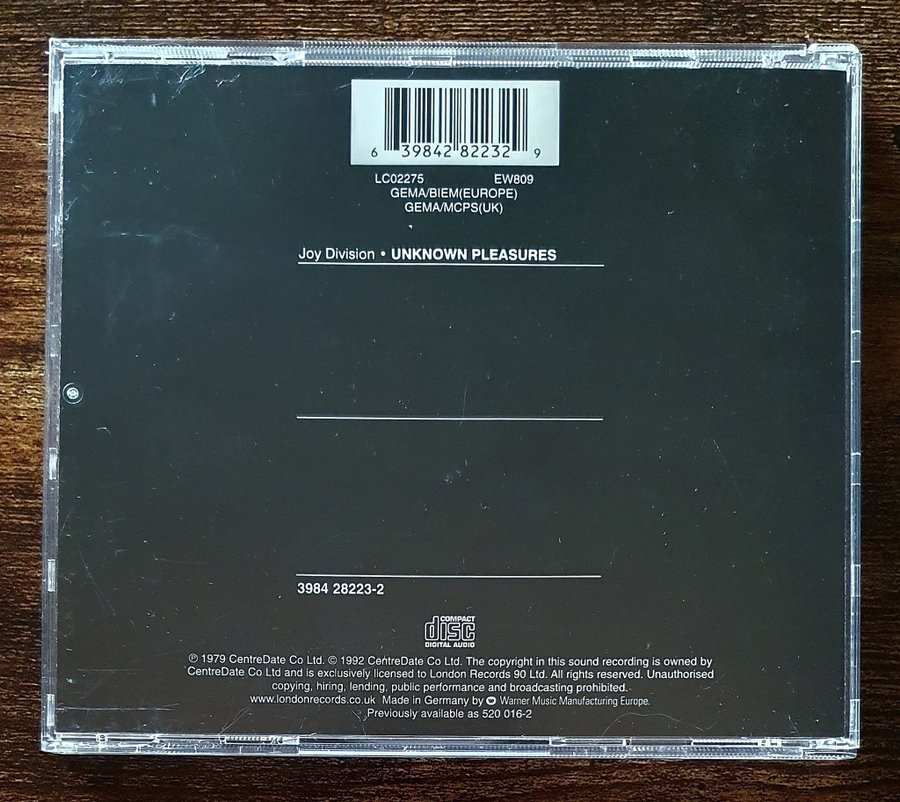 6 39842 82232 9
LC02275 EW809
GEMA/BIEM(EUROPE)
GEMA/MCPS(UK)
Joy Division • UNKNOWN PLEASURES
3984 28223-2
COMPACT
disc
DIGITAL AUDIO
℗ 1979 CentreDate Co Ltd. © 1992 CentreDate Co Ltd. The copyright in this sound recording is owned by
CentreDate Co Ltd and is exclusively licensed to London Records 90 Ltd. All rights reserved. Unauthorised
copying, hiring, lending, public performance and broadcasting prohibited.
www.londonrecords.co.uk Made in Germany by Warner Music Manufacturing Europe.
Previously available as 520 016-2